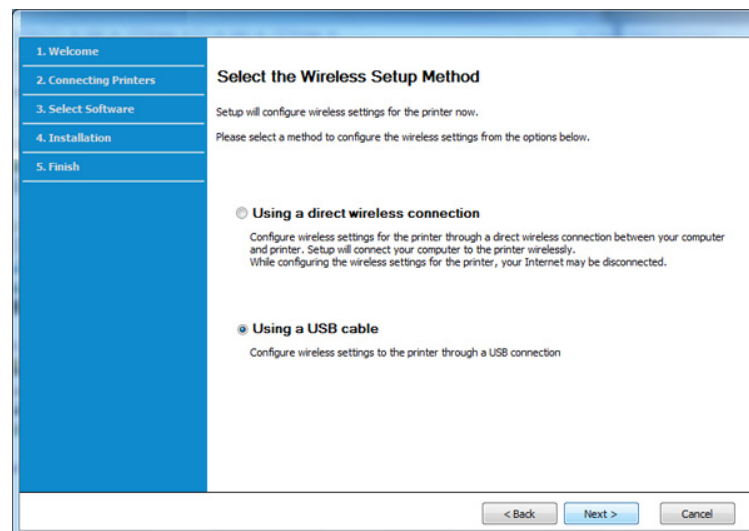 1. Welcome
2. Connecting Printers
3. Select Software
4. Installation
5. Finish
Select the Wireless Setup Method
Setup will configure wireless settings for the printer now.
Please select a method to configure the wireless settings from the options below.
Using a direct wireless connection
Configure wireless settings for the printer through a direct wireless connection between your computer
and printer. Setup will connect your computer to the printer wirelessly.
While configuring the wireless settings for the printer, your Internet may be disconnected.
Using a USB cable
Configure wireless settings to the printer through a USB connection
< Back
Next >
Cancel